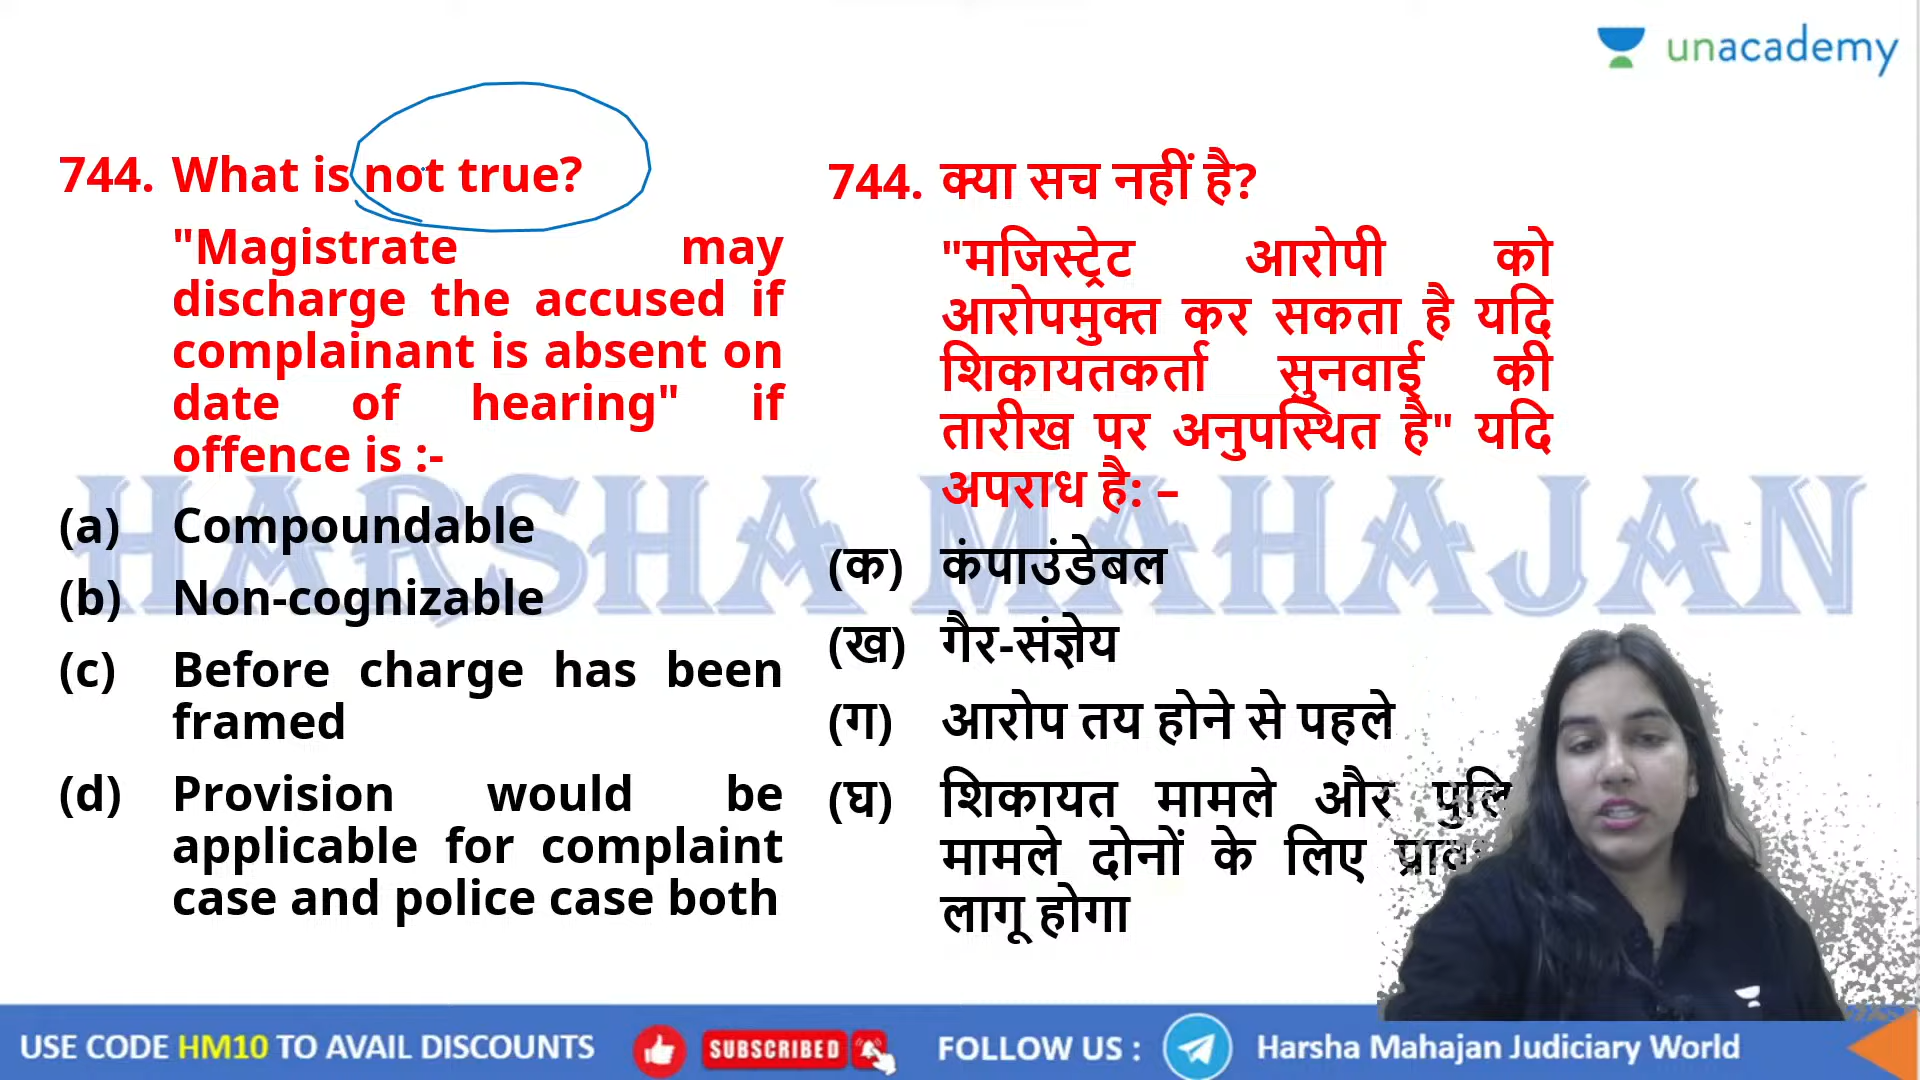 unacademy
744. What is not true?
"Magistrate may
discharge the accused if
complainant is absent on
date of hearing" if
offence is :-
(a) Compoundable
(b) Non-cognizable
(c) Before charge has been
framed
(d) Provision would be
applicable for complaint
case and police case both
744. क्या सच नहीं है?
"मजिस्ट्रेट आरोपी को
आरोपमुक्त कर सकता है यदि
शिकायतकर्ता सुनवाई की
तारीख पर अनुपस्थित है" यदि
अपराध है: –
(क) कंपाउंडेबल
(ख) गैर-संज्ञेय
(ग) आरोप तय होने से पहले
(घ) शिकायत मामले और
मामले दोनों के लिए
लागू होगा
HARSHA MAHAJAN
USE CODE HM10 TO AVAIL DISCOUNTS
SUBSCRIBED
FOLLOW US :
Harsha Mahajan Judiciary World